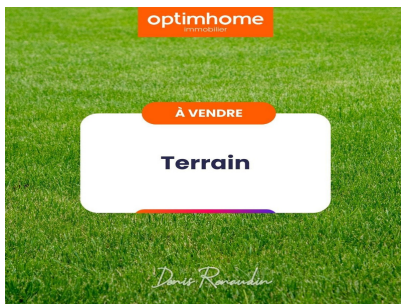 optimhome
immobilier
À VENDRE
Terrain
Denis Renaudin